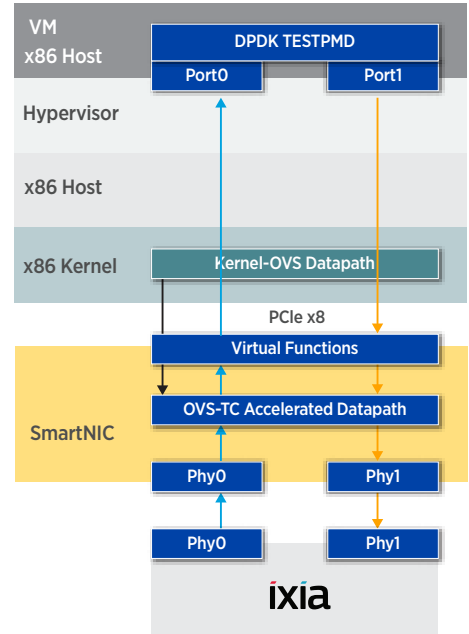 VM
x86 Host
DPDK TESTPMD
Port0
Port1
Hypervisor
x86 Host
x86 Kernel
Kernel-OVS Datapath
PCIe x8
Virtual Functions
SmartNIC
OVS-TC Accelerated Datapath
Phy0
Phy1
Phy0
Phy1
ixia